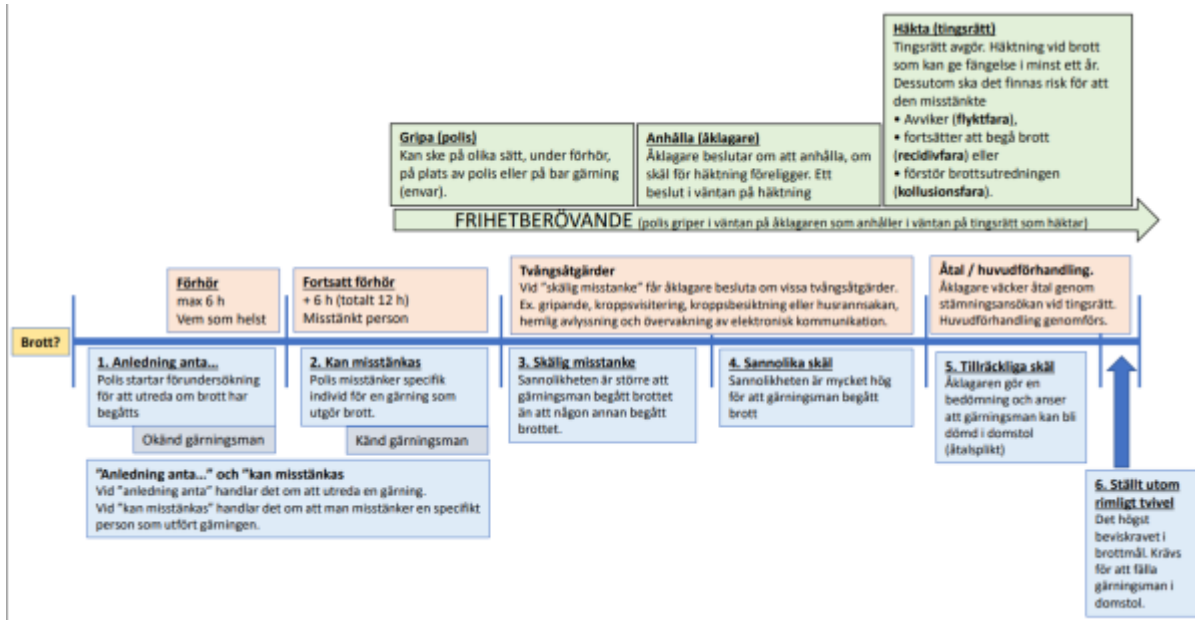 Häkta (tingsrätt)
Tingsrätt avgör. Häktning vid brott
som kan ge fängelse i minst ett år.
Dessutom ska det finnas risk för att
den misstänkte
• Avviker (flyktfara),
• fortsätter att begå brott
(recidivfara) eller
• förstör brottsutredningen
(kollusionsfara).
Gripa (polis)
Kan ske på olika sätt, under förhör,
på plats av polis eller på bar gärning
(envar).
Anhålla (åklagare)
Åklagare beslutar om att anhålla, om
skäl för häktning föreligger. Ett
beslut i väntan på häktning
FRIHETBERÖVANDE (polis griper i väntan på åklagaren som anhåller i väntan på tingsrätt som häktar)
Förhör
max 6 h
Vem som helst
Fortsatt förhör
+ 6 h (totalt 12 h)
Misstänkt person
Tvångsåtgärder
Vid "skälig misstanke" får åklagare besluta om vissa tvångsåtgärder.
Ex. gripande, kroppsvisitering, kroppsbesiktning eller husrannsakan,
hemlig avlyssning och övervakning av elektronisk kommunikation.
Åtal / huvudförhandling.
Åklagare väcker åtal genom
stämningsansökan vid tingsrätt.
Huvudförhandling genomförs.
Brott?
1. Anledning anta...
Polis startar förundersökning
för att utreda om brott har
begåtts
Okänd gärningsman
2. Kan misstänkas
Polis misstänker specifik
individ för en gärning som
utgör brott.
Känd gärningsman
3. Skälig misstanke
Sannolikheten är större att
gärningsman begått brottet
än att någon annan begått
brottet.
4. Sannolika skäl
Sannolikheten är mycket hög
för att gärningsman begått
brott
5. Tillräckliga skäl
Åklagaren gör en
bedömning och anser
att gärningsman kan bli
dömd i domstol
(åtalsplikt)
"Anledning anta..." och "kan misstänkas
Vid "anledning anta" handlar det om att utreda en gärning.
Vid "kan misstänkas" handlar det om att man misstänker en specifikt
person som utfört gärningen.
6. Ställt utom
rimligt tvivel
Det högst
beviskravet i
brottmål. Krävs
för att fälla
gärningsman i
domstol.